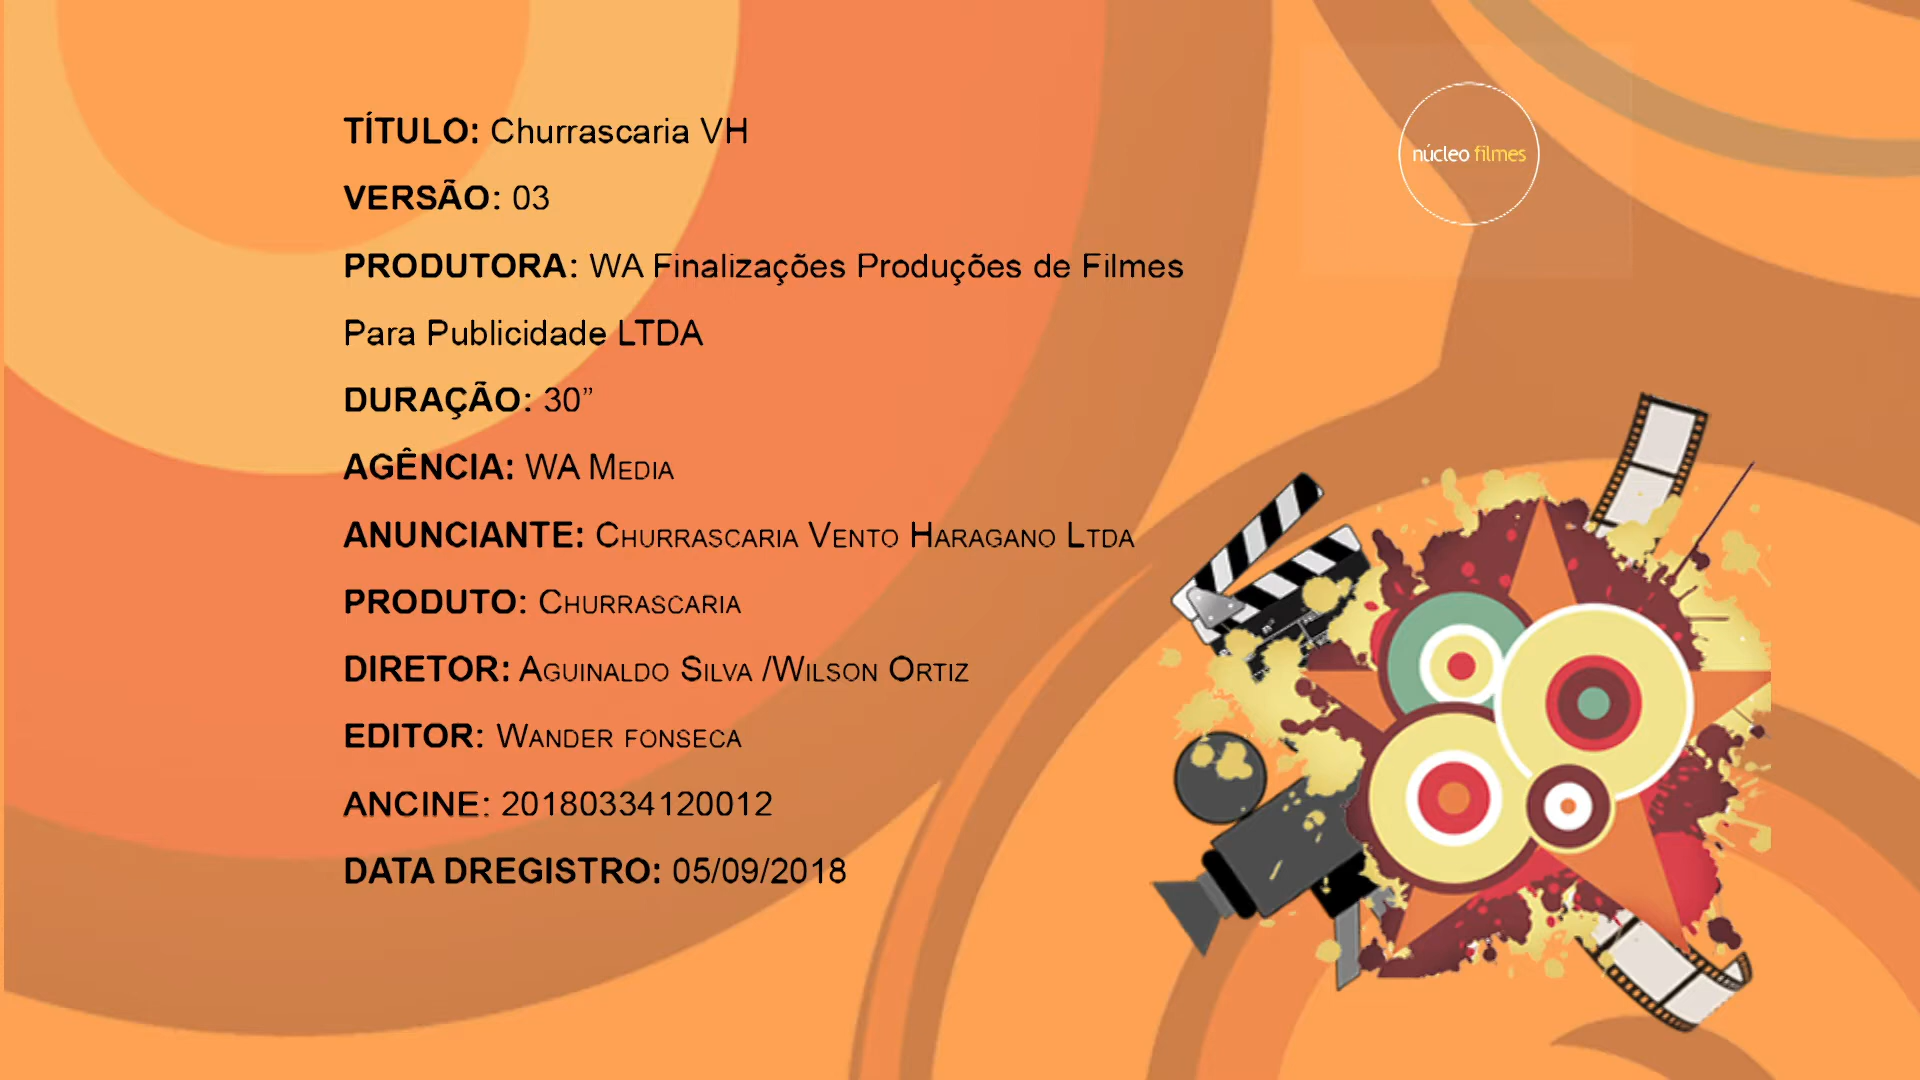 TÍTULO: Churrascaria VH
núcleo filmes
VERSÃO: 03
PRODUTORA: WA Finalizações Produções de Filmes
Para Publicidade LTDA
DURAÇÃO: 30”
AGÊNCIA: WA MEDIA
ANUNCIANTE: CHURRASCARIA VENTO HARAGANO LTDA
PRODUTO: CHURRASCARIA
DIRETOR: AGUINALDO SILVA /WILSON ORTIZ
EDITOR: WANDER FONSECA
ANCINE: 20180334120012
DATA DREGISTRO: 05/09/2018